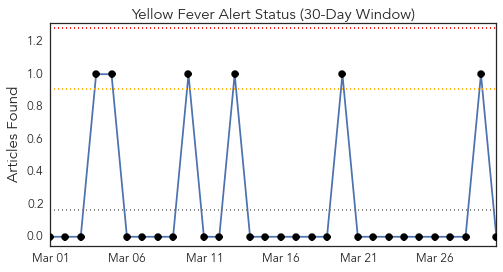 Yellow Fever Alert Status (30-Day Window)
Articles Found
1.2
1.0
0.8
0.6
0.4
0.2
0.0
Mar 01 Mar 06 Mar 11 Mar 16 Mar 21 Mar 26